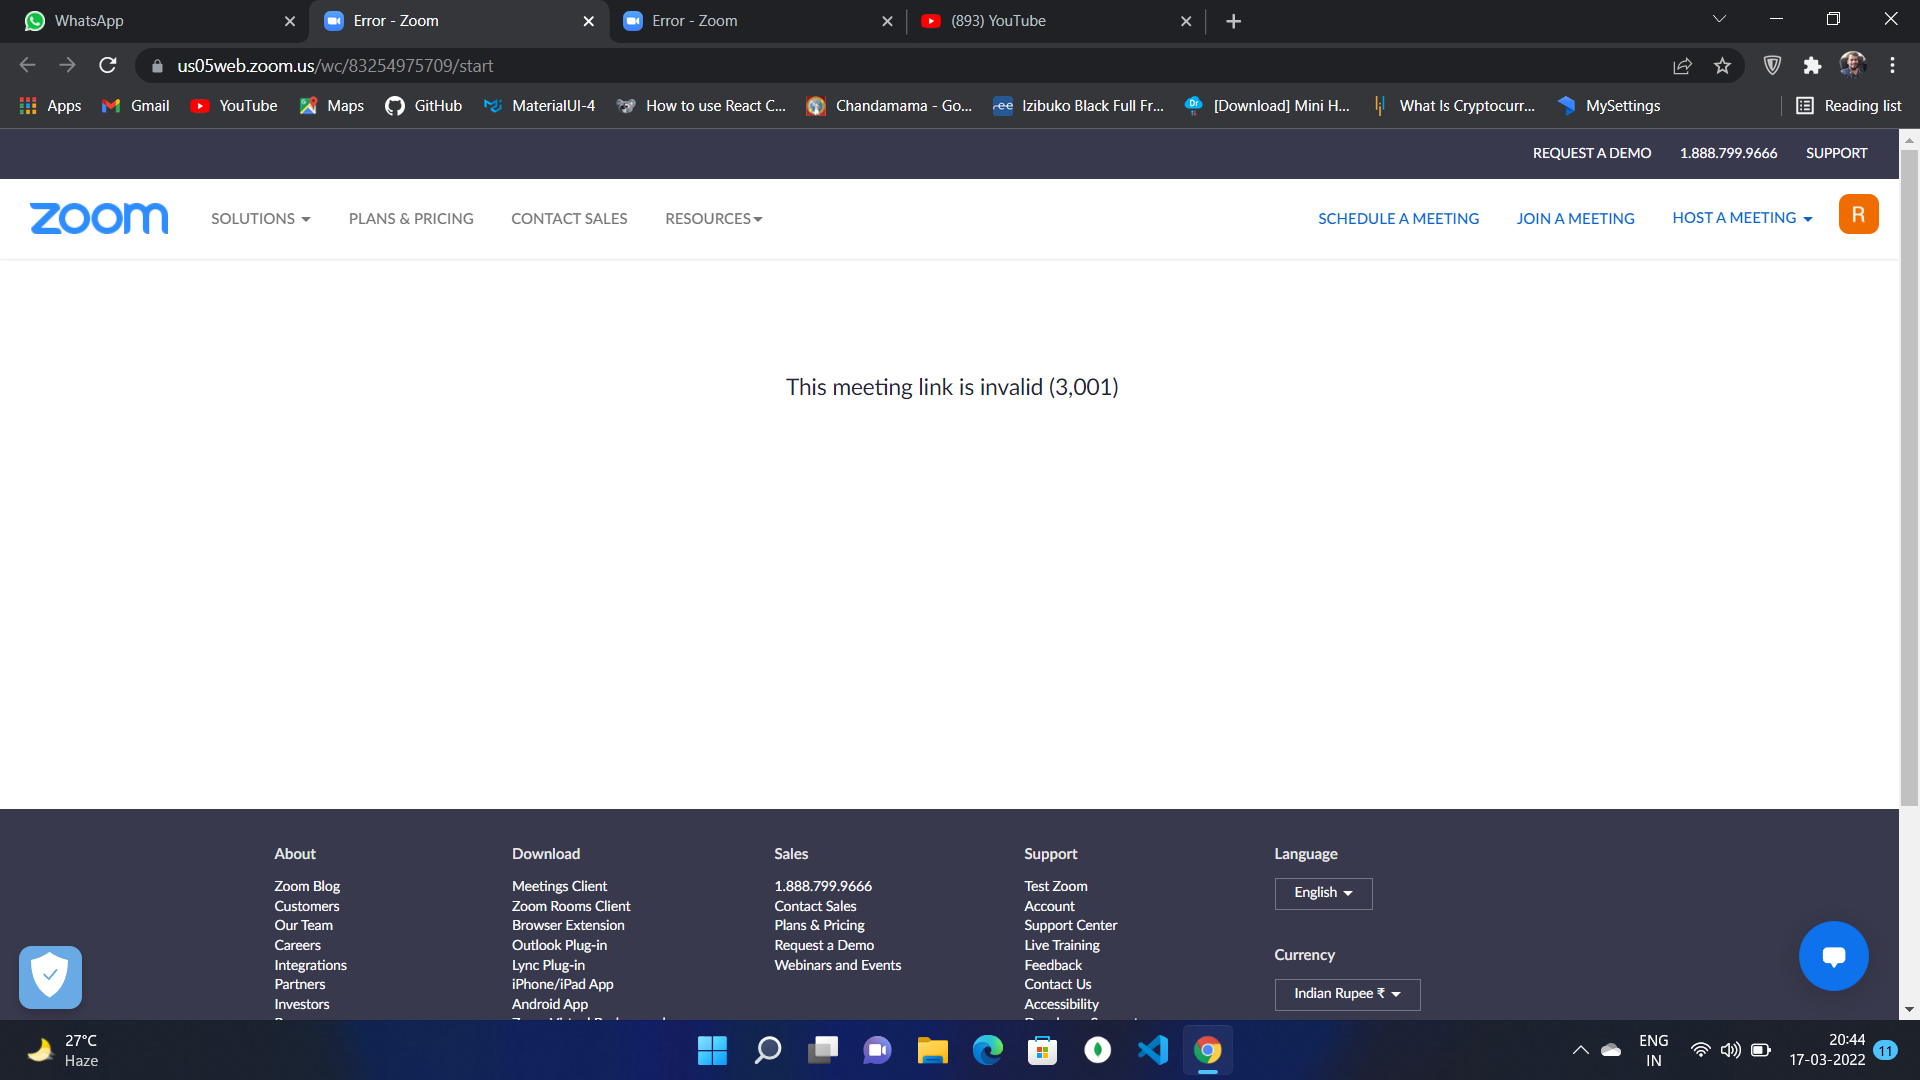 WhatsApp
Error - Zoom
Error - Zoom
(893) YouTube
us05web.zoom.us/wc/83254975709/start
Apps
Gmail
YouTube
Maps
GitHub
MaterialUI-4
How to use React C...
Chandamama - Go...
Izibuko Black Full Fr...
[Download] Mini H...
What Is Cryptocurr...
MySettings
Reading list
REQUEST A DEMO
1.888.799.9666
SUPPORT
zoom
SOLUTIONS
PLANS & PRICING
CONTACT SALES
RESOURCES
SCHEDULE A MEETING
JOIN A MEETING
HOST A MEETING
R
This meeting link is invalid (3,001)
About
Zoom Blog
Customers
Our Team
Careers
Integrations
Partners
Investors
Download
Meetings Client
Zoom Rooms Client
Browser Extension
Outlook Plug-in
Lync Plug-in
iPhone/iPad App
Android App
Sales
1.888.799.9666
Contact Sales
Plans & Pricing
Request a Demo
Webinars and Events
Support
Test Zoom
Account
Support Center
Live Training
Feedback
Contact Us
Accessibility
Language
English
Currency
Indian Rupee ₹
27°C
Haze
ENG
IN
20:44
17-03-2022
11